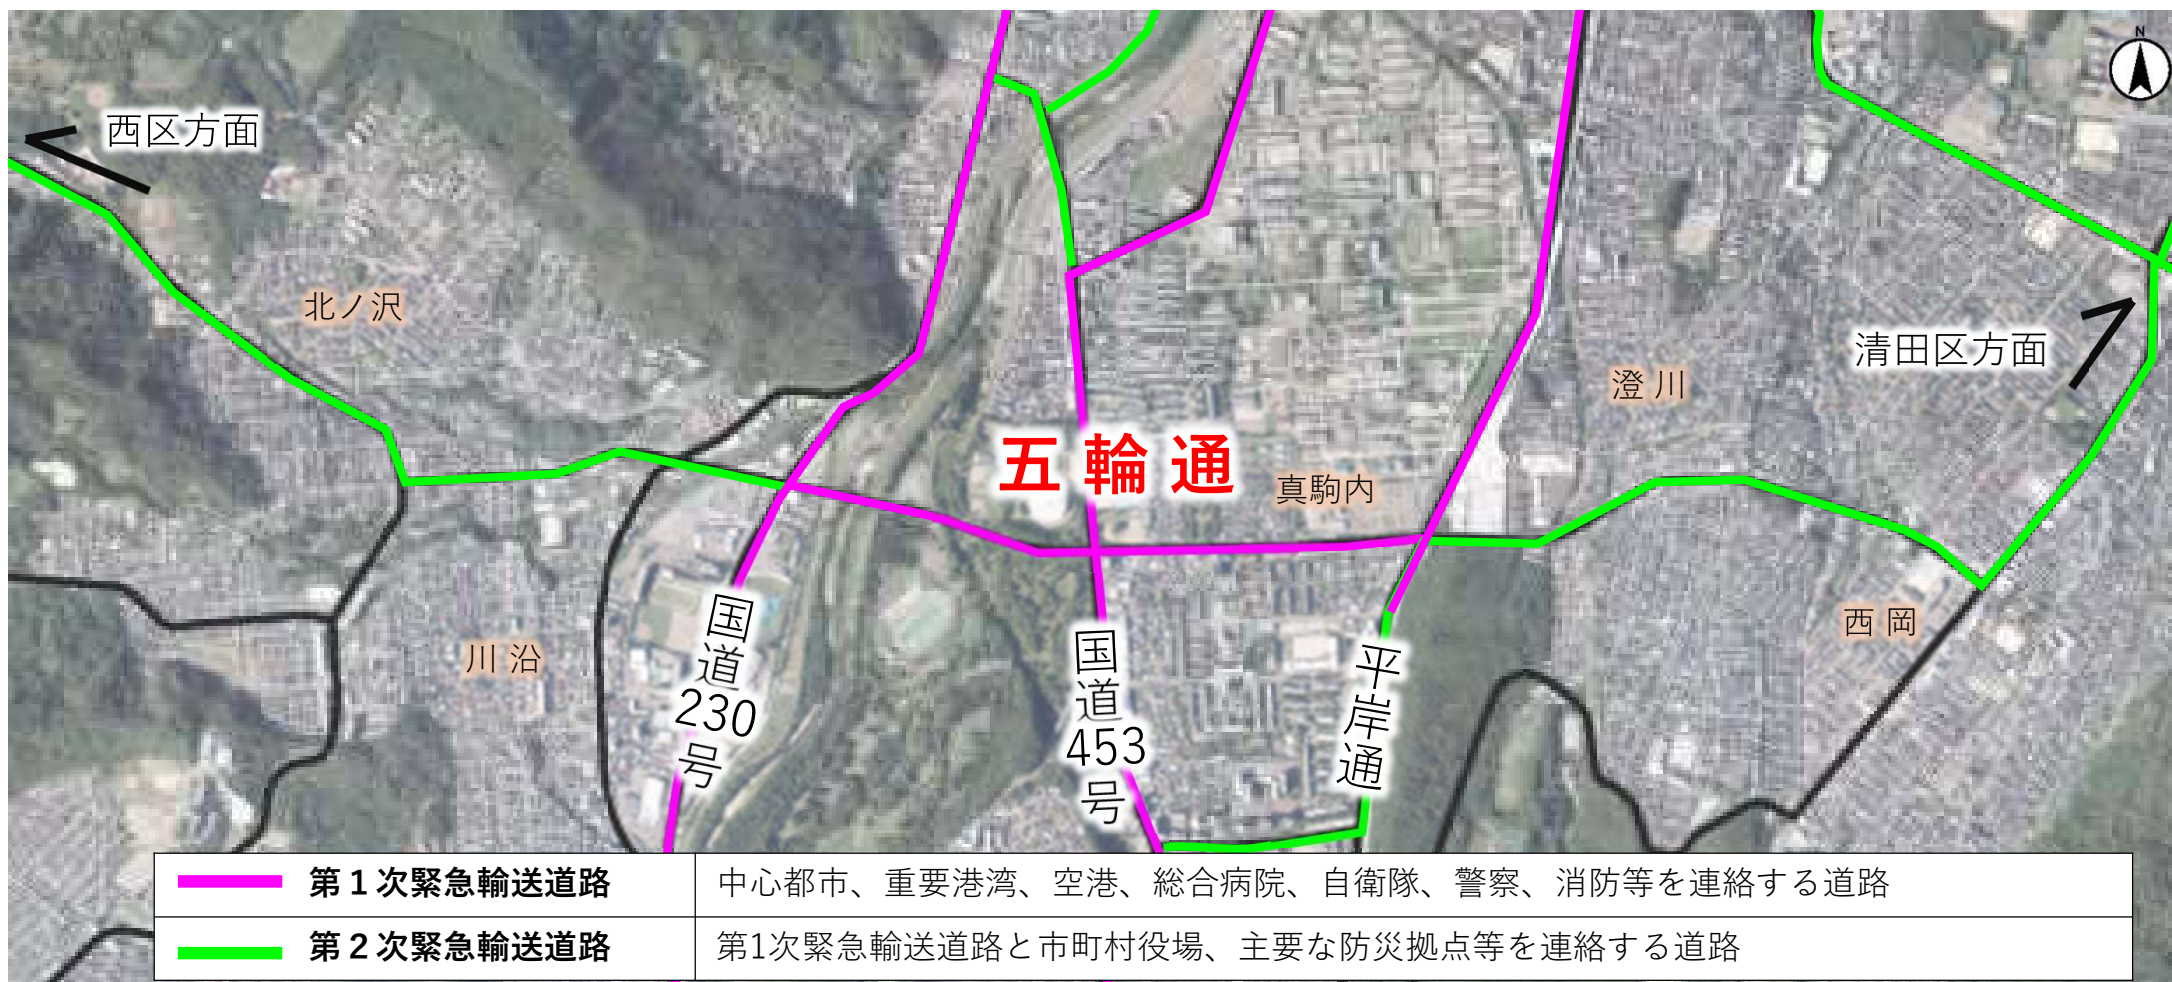 N
西区方面
北ノ沢
清田区方面
澄川
五輪通
真駒内
西岡
川沿
国道230号
国道453号
平岸通
第1次緊急輸送道路 中心都市、重要港湾、空港、総合病院、自衛隊、警察、消防等を連絡する道路
第2次緊急輸送道路 第1次緊急輸送道路と市町村役場、主要な防災拠点等を連絡する道路